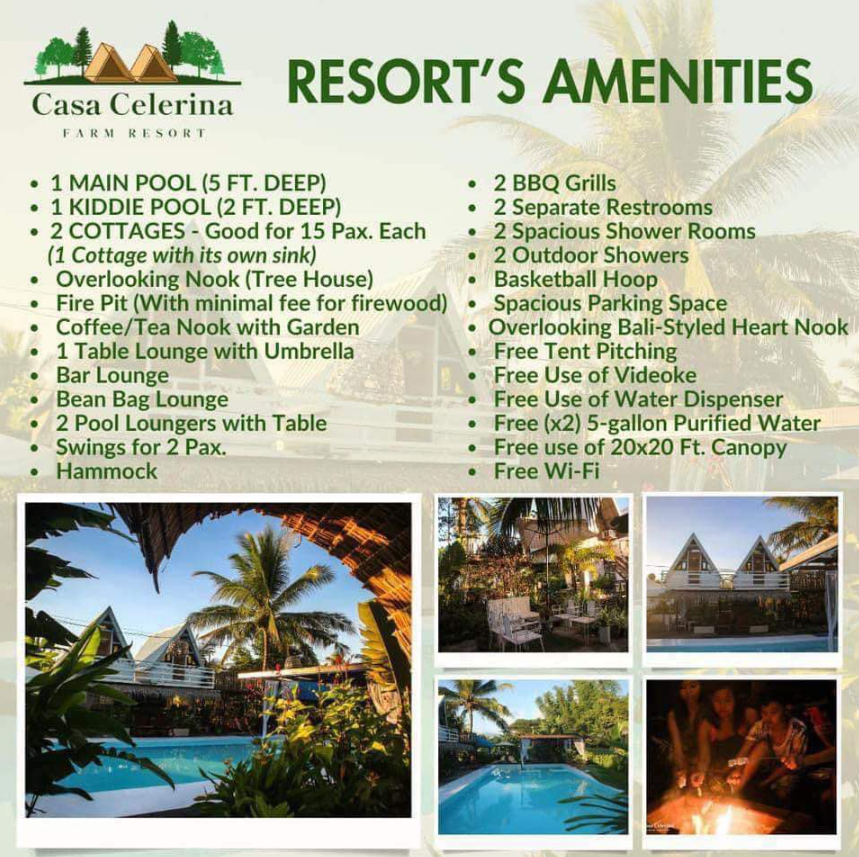 Casa Celerina
FARM RESORT
RESORT'S AMENITIES
• 1 MAIN POOL (5 FT. DEEP)
• 1 KIDDIE POOL (2 FT. DEEP)
• 2 COTTAGES - Good for 15 Pax. Each
(1 Cottage with its own sink)
• Overlooking Nook (Tree House)
• Fire Pit (With minimal fee for firewood)
• Coffee/Tea Nook with Garden
• 1 Table Lounge with Umbrella
• Bar Lounge
• Bean Bag Lounge
• 2 Pool Loungers with Table
• Swings for 2 Pax.
• Hammock
• 2 BBQ Grills
• 2 Separate Restrooms
• 2 Spacious Shower Rooms
• 2 Outdoor Showers
• Basketball Hoop
• Spacious Parking Space
• Overlooking Bali-Styled Heart Nook
• Free Tent Pitching
• Free Use of Videoke
• Free Use of Water Dispenser
• Free (x2) 5-gallon Purified Water
• Free use of 20x20 Ft. Canopy
• Free Wi-Fi